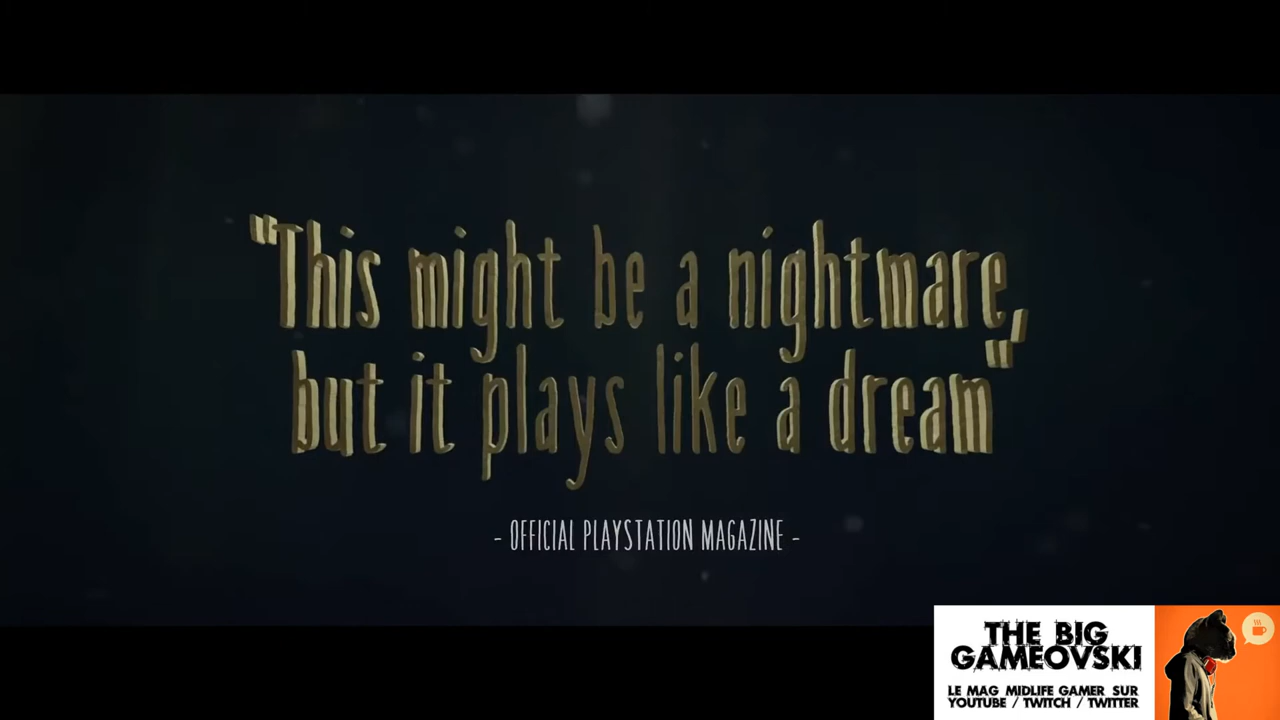 "This might be a nightmare,
but it plays like a dream"
- OFFICIAL PLAYSTATION MAGAZINE -
THE BIG
GAMEOVSKI
LE MAG MIDLIFE GAMER SUR
YOUTUBE / TWITCH / TWITTER